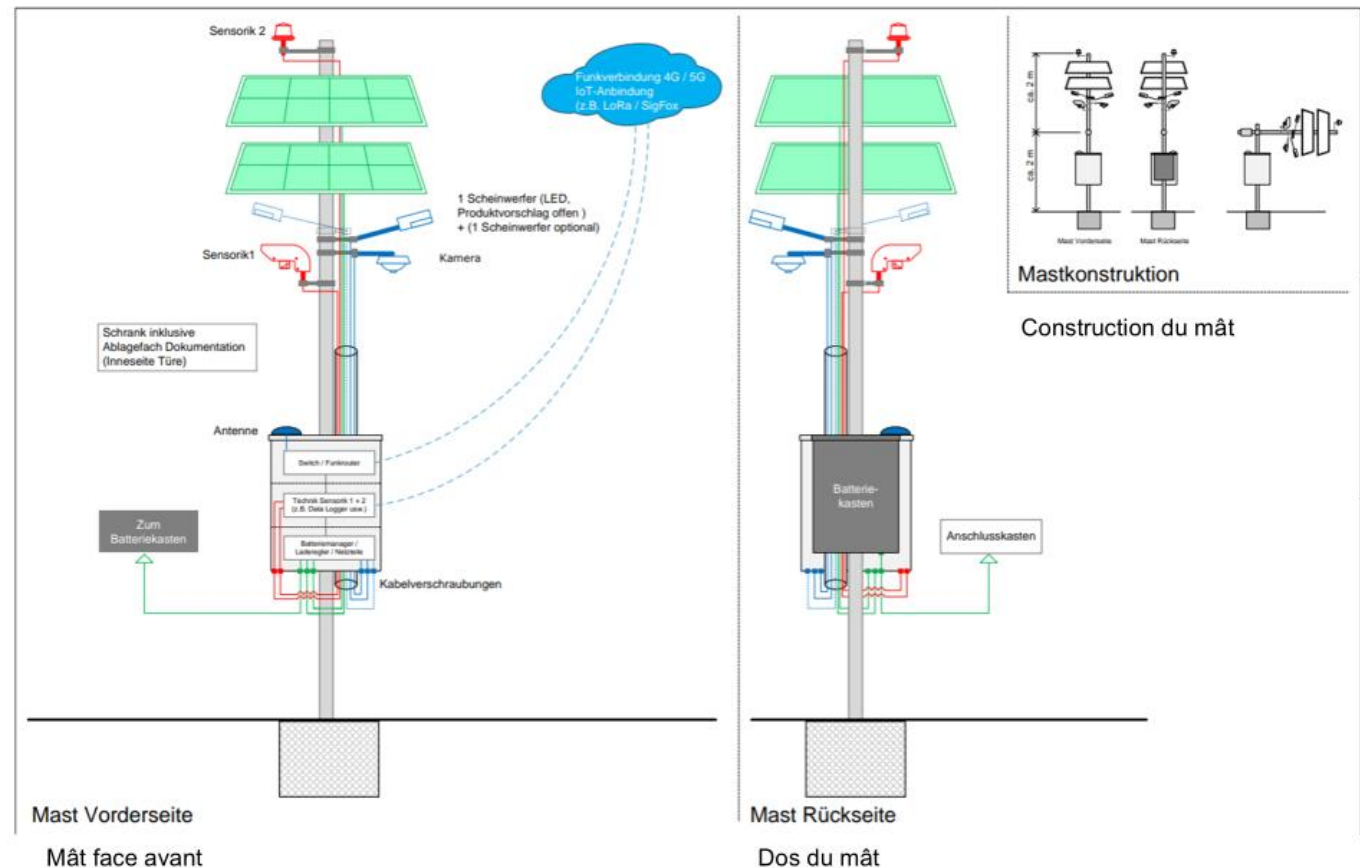 Sensorik 2
Funkverbindung 4G / 5G
IoT-Anbindung
(z.B. LoRa / SigFox
1 Scheinwerfer (LED,
Produktvorschlag offen )
+ (1 Scheinwerfer optional)
Sensorik1
Kamera
Schrank inklusive
Ablagefach Dokumentation
(Inneseite Türe)
Antenne
Switch / Funkrouter
Technik Sensorik 1 + 2
(z.B. Data Logger usw.)
Batteriemanager /
Laderegler / Netzteile
Zum
Batteriekasten
Kabelverschraubungen
Mast Vorderseite
Mât face avant
Batterie-
kasten
Anschlusskasten
Mast Rückseite
Dos du mât
ca. 2 m
ca. 2 m
Mast Vorderseite
Mast Rückseite
Mastkonstruktion
Construction du mât